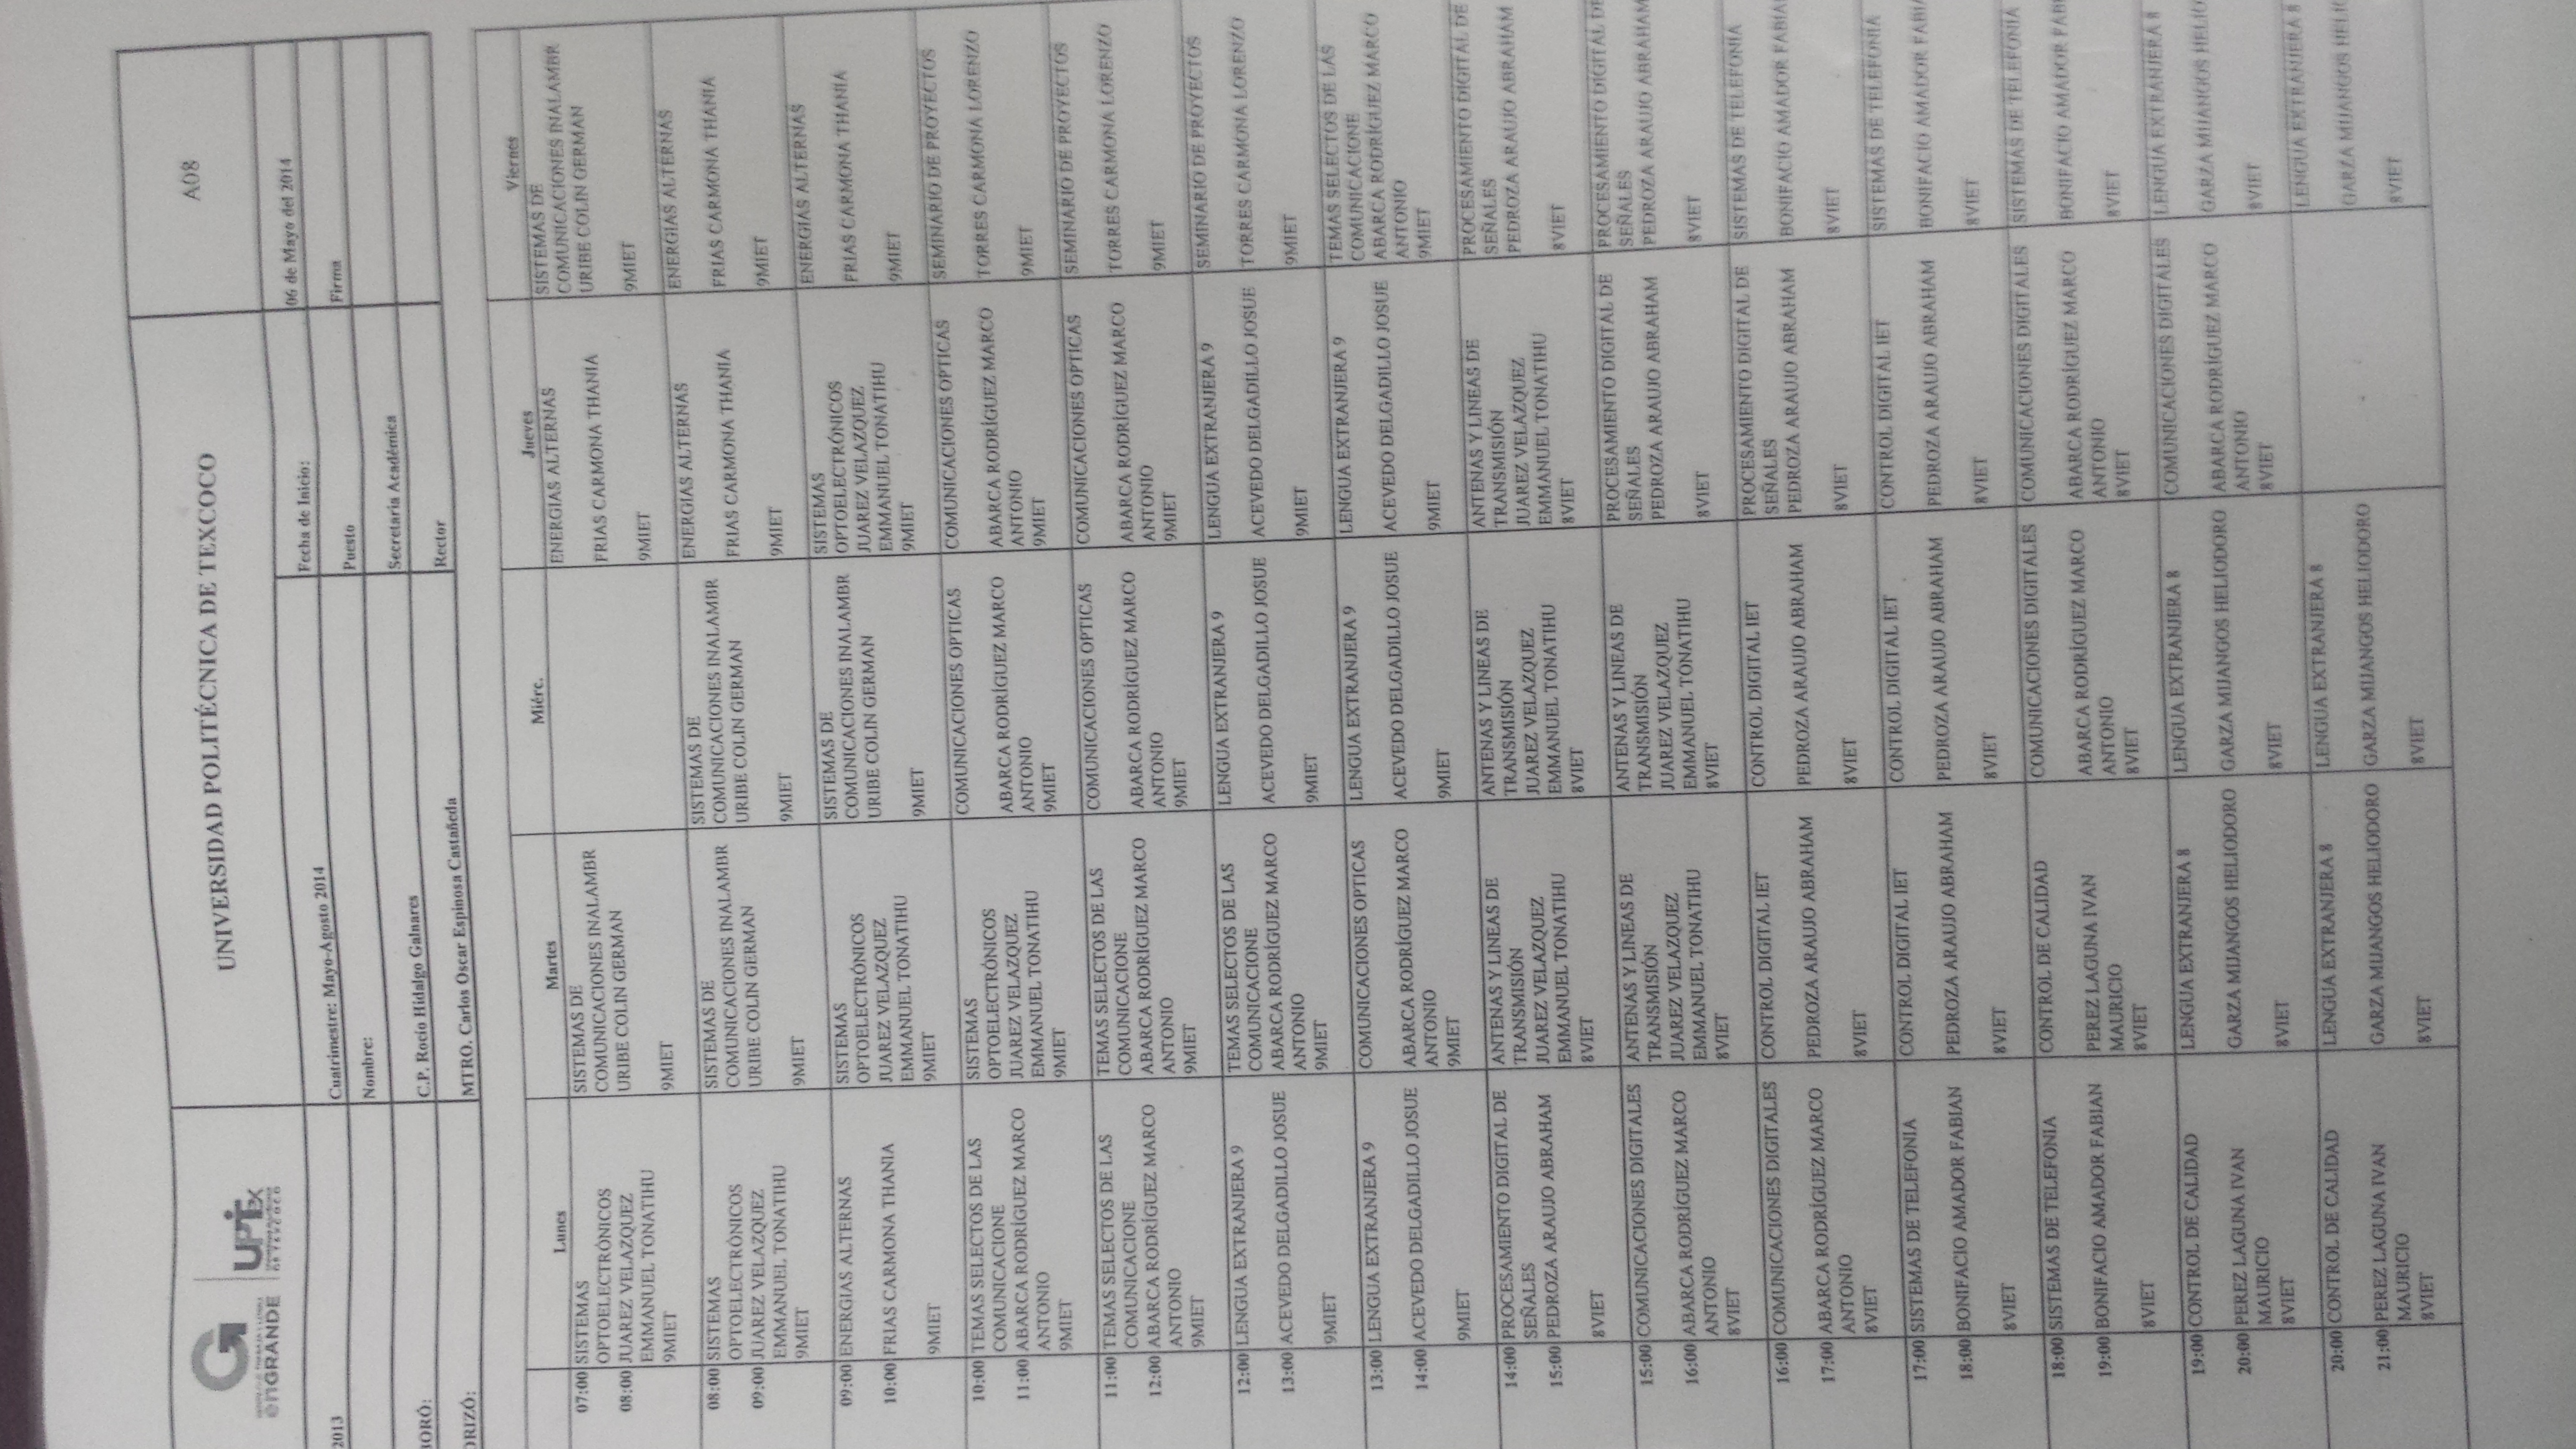 enGRANDE
UPTEx
UNIVERSIDAD POLITÉCNICA DE TEXCOCO
A08
2013
Cuatrimestre: Mayo-Agosto 2014
Fecha de Inicio:
06 de Mayo del 2014
Nombre:
Puesto
Firma
BORÓ:
C.P. Rocío Hidalgo Galnares
Secretaria Académica
ORIZÓ:
MTRO. Carlos Oscar Espinosa Castañeda
Rector
Lunes
Martes
Miérc.
Jueves
Viernes
07:00
08:00
SISTEMAS
OPTOELECTRÓNICOS
JUAREZ VELAZQUEZ
EMMANUEL TONATIHU
9MIET
SISTEMAS DE
COMUNICACIONES INALAMBR
URIBE COLIN GERMAN
9MIET
ENERGIAS ALTERNAS
FRIAS CARMONA THANIA
9MIET
SISTEMAS DE
COMUNICACIONES INALAMBR
URIBE COLIN GERMAN
9MIET
08:00
09:00
SISTEMAS
OPTOELECTRÓNICOS
JUAREZ VELAZQUEZ
EMMANUEL TONATIHU
9MIET
SISTEMAS DE
COMUNICACIONES INALAMBR
URIBE COLIN GERMAN
9MIET
SISTEMAS DE
COMUNICACIONES INALAMBR
URIBE COLIN GERMAN
9MIET
ENERGIAS ALTERNAS
FRIAS CARMONA THANIA
9MIET
ENERGIAS ALTERNAS
FRIAS CARMONA THANIA
9MIET
09:00
10:00
ENERGIAS ALTERNAS
FRIAS CARMONA THANIA
9MIET
SISTEMAS
OPTOELECTRÓNICOS
JUAREZ VELAZQUEZ
EMMANUEL TONATIHU
9MIET
SISTEMAS DE
COMUNICACIONES INALAMBR
URIBE COLIN GERMAN
9MIET
SISTEMAS
OPTOELECTRÓNICOS
JUAREZ VELAZQUEZ
EMMANUEL TONATIHU
9MIET
ENERGIAS ALTERNAS
FRIAS CARMONA THANIA
9MIET
10:00
11:00
TEMAS SELECTOS DE LAS
COMUNICACIONE
ABARCA RODRÍGUEZ MARCO
ANTONIO
9MIET
SISTEMAS
OPTOELECTRÓNICOS
JUAREZ VELAZQUEZ
EMMANUEL TONATIHU
9MIET
COMUNICACIONES OPTICAS
ABARCA RODRÍGUEZ MARCO
ANTONIO
9MIET
COMUNICACIONES OPTICAS
ABARCA RODRÍGUEZ MARCO
ANTONIO
9MIET
SEMINARIO DE PROYECTOS
TORRES CARMONA LORENZO
9MIET
11:00
12:00
TEMAS SELECTOS DE LAS
COMUNICACIONE
ABARCA RODRÍGUEZ MARCO
ANTONIO
9MIET
TEMAS SELECTOS DE LAS
COMUNICACIONE
ABARCA RODRÍGUEZ MARCO
ANTONIO
9MIET
COMUNICACIONES OPTICAS
ABARCA RODRÍGUEZ MARCO
ANTONIO
9MIET
COMUNICACIONES OPTICAS
ABARCA RODRÍGUEZ MARCO
ANTONIO
9MIET
SEMINARIO DE PROYECTOS
TORRES CARMONA LORENZO
9MIET
12:00
13:00
LENGUA EXTRANJERA 9
ACEVEDO DELGADILLO JOSUE
9MIET
TEMAS SELECTOS DE LAS
COMUNICACIONE
ABARCA RODRÍGUEZ MARCO
ANTONIO
9MIET
LENGUA EXTRANJERA 9
ACEVEDO DELGADILLO JOSUE
9MIET
LENGUA EXTRANJERA 9
ACEVEDO DELGADILLO JOSUE
9MIET
SEMINARIO DE PROYECTOS
TORRES CARMONA LORENZO
9MIET
13:00
14:00
LENGUA EXTRANJERA 9
ACEVEDO DELGADILLO JOSUE
9MIET
COMUNICACIONES OPTICAS
ABARCA RODRÍGUEZ MARCO
ANTONIO
9MIET
LENGUA EXTRANJERA 9
ACEVEDO DELGADILLO JOSUE
9MIET
LENGUA EXTRANJERA 9
ACEVEDO DELGADILLO JOSUE
9MIET
TEMAS SELECTOS DE LAS
COMUNICACIONE
ABARCA RODRÍGUEZ MARCO
ANTONIO
9MIET
14:00
15:00
PROCESAMIENTO DIGITAL DE
SEÑALES
PEDROZA ARAUJO ABRAHAM
8VIET
ANTENAS Y LINEAS DE
TRANSMISIÓN
JUAREZ VELAZQUEZ
EMMANUEL TONATIHU
8VIET
ANTENAS Y LINEAS DE
TRANSMISIÓN
JUAREZ VELAZQUEZ
EMMANUEL TONATIHU
8VIET
ANTENAS Y LINEAS DE
TRANSMISIÓN
JUAREZ VELAZQUEZ
EMMANUEL TONATIHU
8VIET
PROCESAMIENTO DIGITAL DE
SEÑALES
PEDROZA ARAUJO ABRAHAM
8VIET
15:00
16:00
COMUNICACIONES DIGITALES
ABARCA RODRÍGUEZ MARCO
ANTONIO
8VIET
ANTENAS Y LINEAS DE
TRANSMISIÓN
JUAREZ VELAZQUEZ
EMMANUEL TONATIHU
8VIET
ANTENAS Y LINEAS DE
TRANSMISIÓN
JUAREZ VELAZQUEZ
EMMANUEL TONATIHU
8VIET
PROCESAMIENTO DIGITAL DE
SEÑALES
PEDROZA ARAUJO ABRAHAM
8VIET
PROCESAMIENTO DIGITAL DE
SEÑALES
PEDROZA ARAUJO ABRAHAM
8VIET
16:00
17:00
COMUNICACIONES DIGITALES
ABARCA RODRÍGUEZ MARCO
ANTONIO
8VIET
CONTROL DIGITAL IET
PEDROZA ARAUJO ABRAHAM
8VIET
CONTROL DIGITAL IET
PEDROZA ARAUJO ABRAHAM
8VIET
PROCESAMIENTO DIGITAL DE
SEÑALES
PEDROZA ARAUJO ABRAHAM
8VIET
SISTEMAS DE TELEFONIA
BONIFACIO AMADOR FABIA
8VIET
17:00
18:00
SISTEMAS DE TELEFONIA
BONIFACIO AMADOR FABIAN
8VIET
CONTROL DIGITAL IET
PEDROZA ARAUJO ABRAHAM
8VIET
CONTROL DIGITAL IET
PEDROZA ARAUJO ABRAHAM
8VIET
CONTROL DIGITAL IET
PEDROZA ARAUJO ABRAHAM
8VIET
SISTEMAS DE TELEFONIA
BONIFACIO AMADOR FABIA
8VIET
18:00
19:00
SISTEMAS DE TELEFONIA
BONIFACIO AMADOR FABIAN
8VIET
CONTROL DE CALIDAD
PEREZ LAGUNA IVAN
MAURICIO
8VIET
COMUNICACIONES DIGITALES
ABARCA RODRÍGUEZ MARCO
ANTONIO
8VIET
COMUNICACIONES DIGITALES
ABARCA RODRÍGUEZ MARCO
ANTONIO
8VIET
SISTEMAS DE TELEFONIA
BONIFACIO AMADOR FAB
8VIET
19:00
20:00
CONTROL DE CALIDAD
PEREZ LAGUNA IVAN
MAURICIO
8VIET
LENGUA EXTRANJERA 8
GARZA MIJANGOS HELIODORO
8VIET
LENGUA EXTRANJERA 8
GARZA MIJANGOS HELIODORO
8VIET
COMUNICACIONES DIGITALES
ABARCA RODRÍGUEZ MARCO
ANTONIO
8VIET
LENGUA EXTRANJERA 8
GARZA MIJANGOS HELIO
8VIET
20:00
21:00
CONTROL DE CALIDAD
PEREZ LAGUNA IVAN
MAURICIO
8VIET
LENGUA EXTRANJERA 8
GARZA MIJANGOS HELIODORO
8VIET
LENGUA EXTRANJERA 8
GARZA MIJANGOS HELIODORO
8VIET
LENGUA EXTRANJERA 8
GARZA MIJANGOS HELI
8VIET